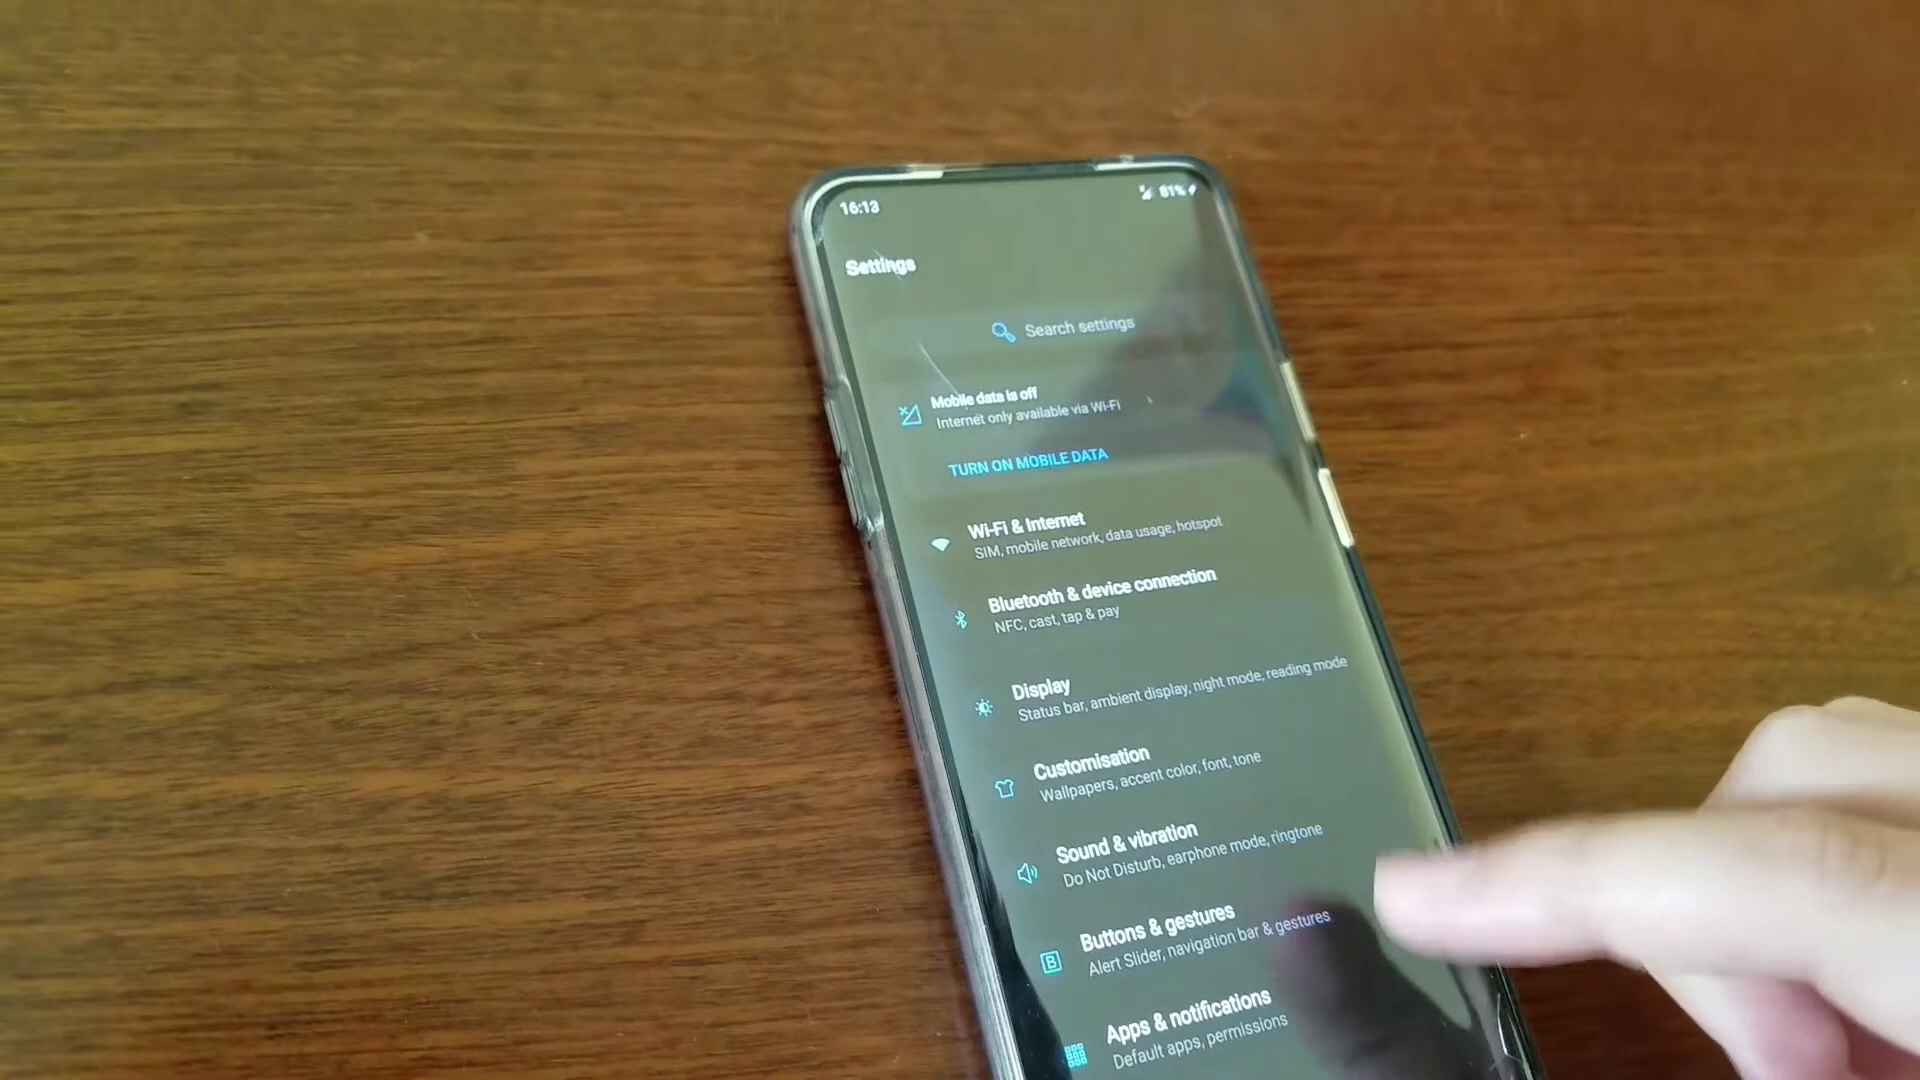 16:13
81%
Settings
Search settings
Mobile data is off
Internet only available via Wi-Fi
TURN ON MOBILE DATA
Wi-Fi & Internet
SIM, mobile network, data usage, hotspot
Bluetooth & device connection
NFC, cast, tap & pay
Display
Status bar, ambient display, night mode, reading mode
Customisation
Wallpapers, accent color, font, tone
Sound & vibration
Do Not Disturb, earphone mode, ringtone
Buttons & gestures
Alert Slider, navigation bar & gestures
Apps & notifications
Default apps, permissions